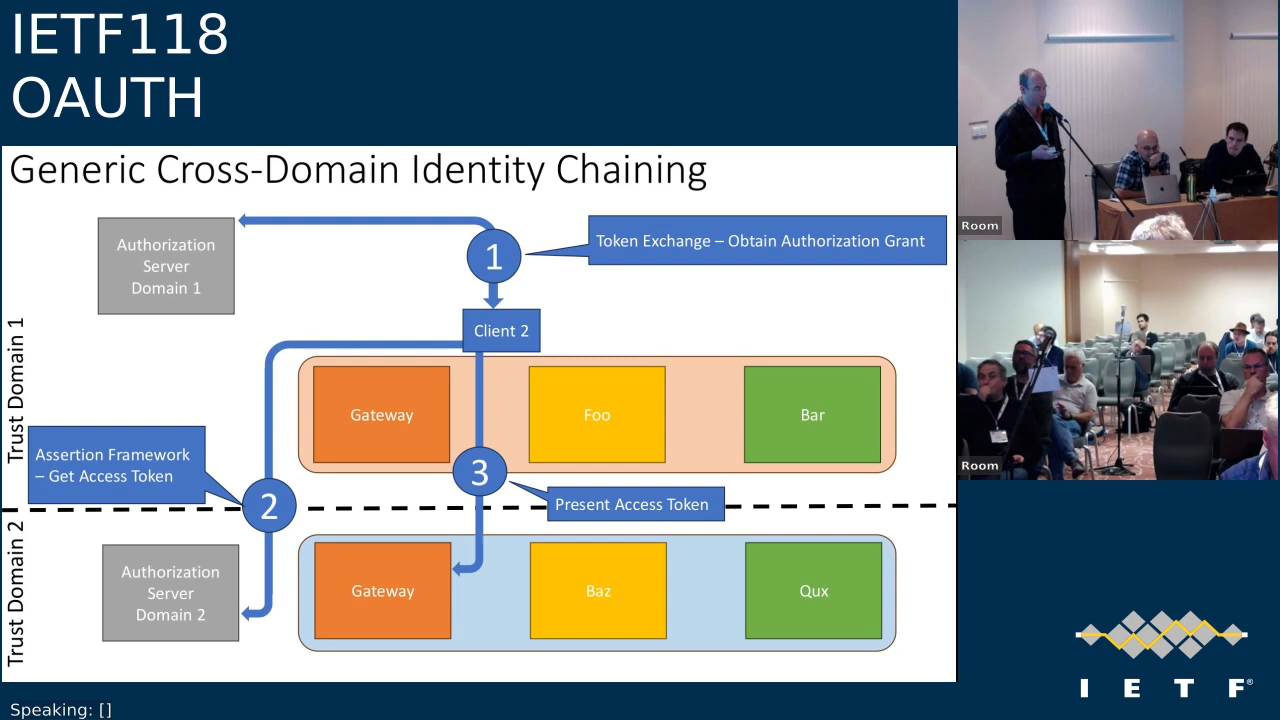 IETF118
OAUTH
Generic Cross-Domain Identity Chaining
Authorization
Server
Domain 1
1
Token Exchange – Obtain Authorization Grant
Client 2
Trust Domain 1
Gateway
Foo
Bar
Assertion Framework
– Get Access Token
2
3
Present Access Token
Trust Domain 2
Authorization
Server
Domain 2
Gateway
Baz
Qux
Room
Room
I E T F®
Speaking: []